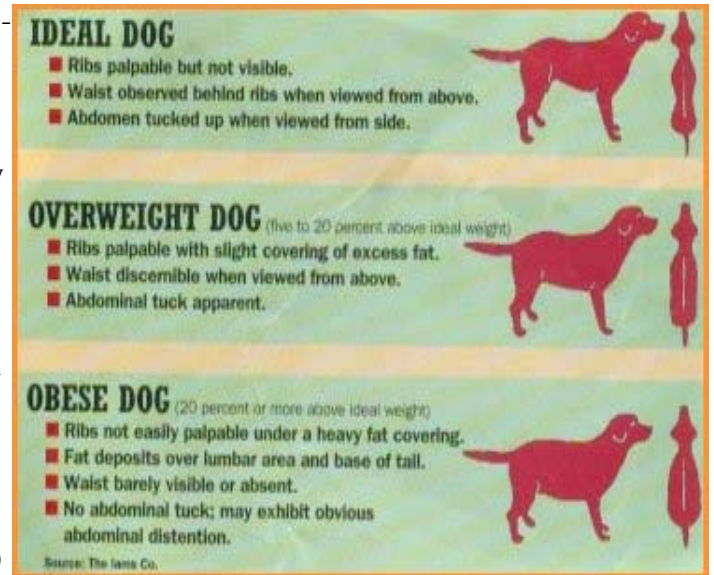 IDEAL DOG
■ Ribs palpable but not visible.
■ Waist observed behind ribs when viewed from above.
■ Abdomen tucked up when viewed from side.
OVERWEIGHT DOG (five to 20 percent above ideal weight)
■ Ribs palpable with slight covering of excess fat.
■ Waist discernible when viewed from above.
■ Abdominal tuck apparent.
OBESE DOG (20 percent or more above ideal weight)
■ Ribs not easily palpable under a heavy fat covering.
■ Fat deposits over lumbar area and base of tail.
■ Waist barely visible or absent.
■ No abdominal tuck; may exhibit obvious
abdominal distention.
Source: The Iams Co.